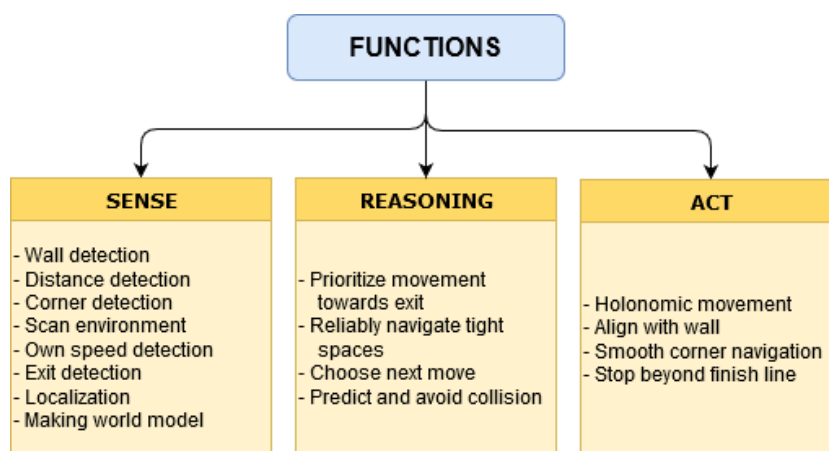 FUNCTIONS
SENSE
- Wall detection
- Distance detection
- Corner detection
- Scan environment
- Own speed detection
- Exit detection
- Localization
- Making world model
REASONING
- Prioritize movement
towards exit
- Reliably navigate tight
spaces
- Choose next move
- Predict and avoid collision
ACT
- Holonomic movement
- Align with wall
- Smooth corner navigation
- Stop beyond finish line